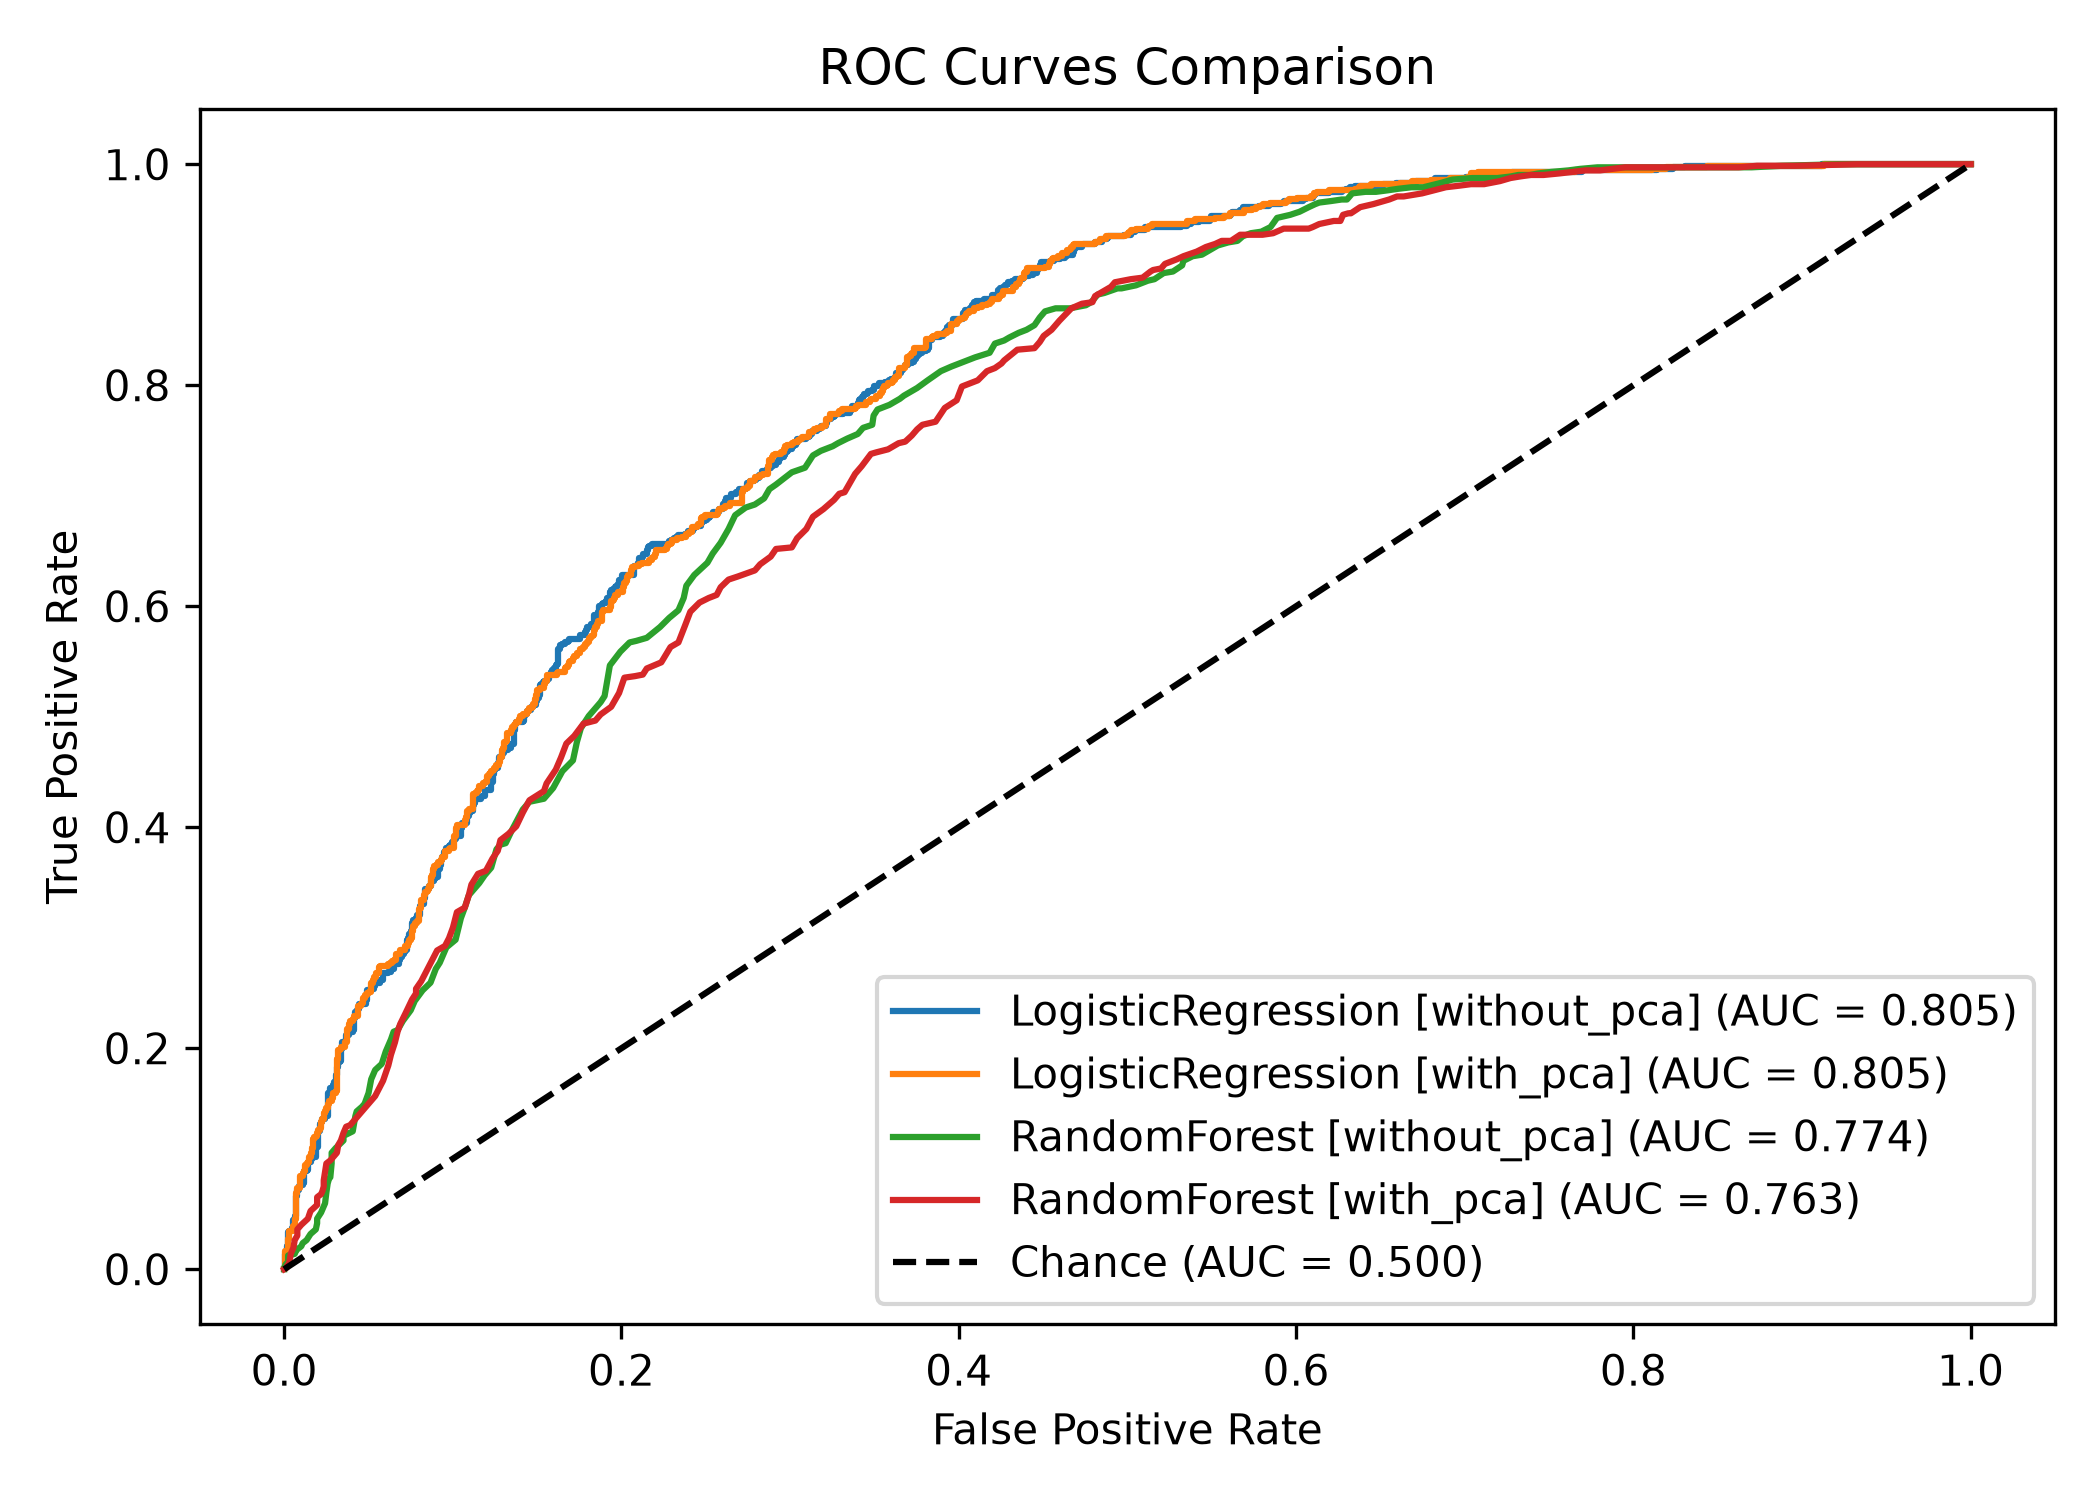 ROC Curves Comparison
1.0
0.8
0.6
0.4
0.2
0.0
True Positive Rate
LogisticRegression [without_pca] (AUC = 0.805)
LogisticRegression [with_pca] (AUC = 0.805)
RandomForest [without_pca] (AUC = 0.774)
RandomForest [with_pca] (AUC = 0.763)
Chance (AUC = 0.500)
0.0 0.2 0.4 0.6 0.8 1.0
False Positive Rate